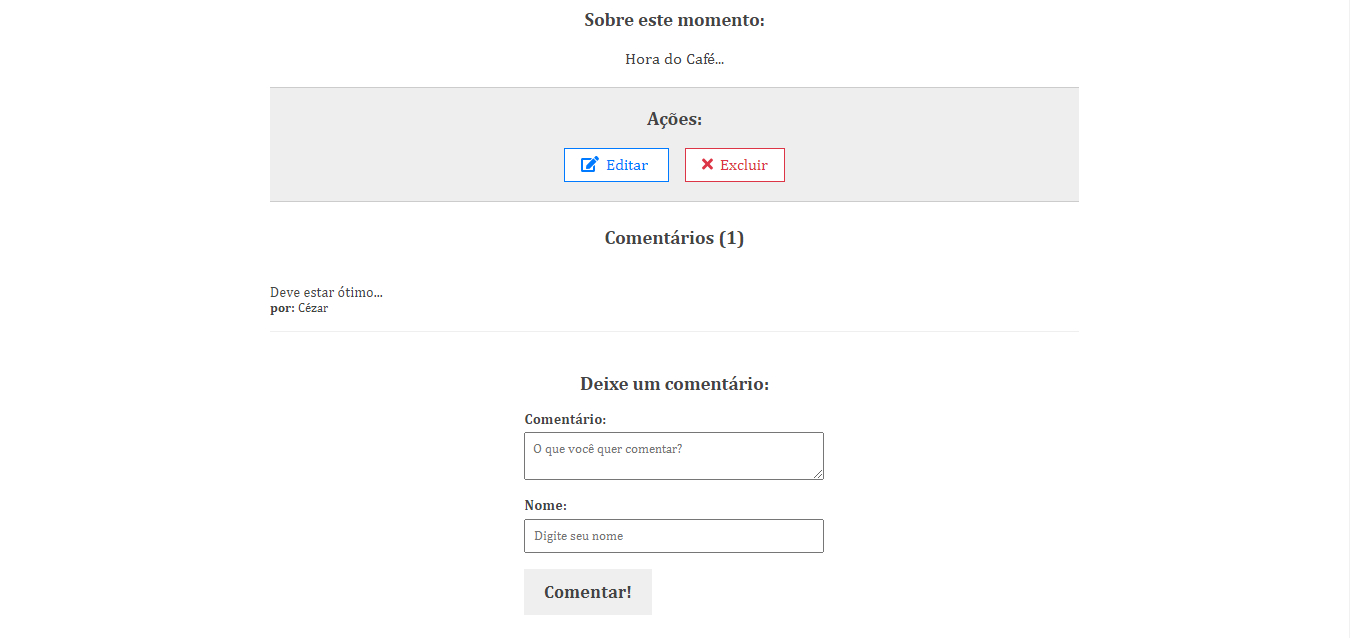 Sobre este momento:
Hora do Café...
Ações:
Editar
Excluir
Comentários (1)
Deve estar ótimo...
por: Cézar
Deixe um comentário:
Comentário:
O que você quer comentar?
Nome:
Digite seu nome
Comentar!